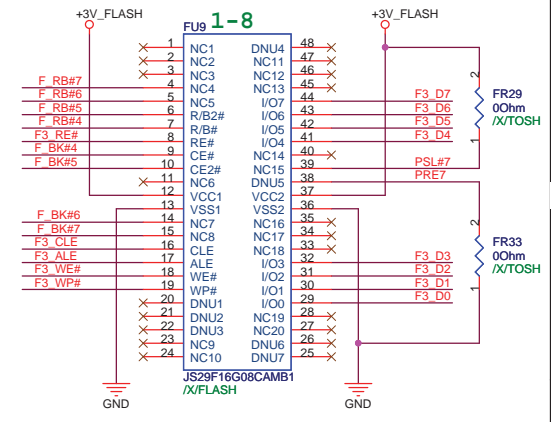 +3V_FLASH
+3V_FLASH
FU9 1-8
1 NC1 DNU4 48
2 NC2 NC11 47
3 NC3 NC12 46
F_RB#7 4 NC4 NC13 45
F_RB#6 5 NC5 I/O7 44 F3_D7
F_RB#5 6 R/B2# I/O6 43 F3_D6
F_RB#4 7 R/B# I/O5 42 F3_D5
F3_RE# 8 RE# I/O4 41 F3_D4
F_BK#4 9 CE# NC14 40
F_BK#5 10 CE2# NC15 39 PSL#7
11 NC6 DNU5 38 PRE7
12 VCC1 VCC2 37
13 VSS1 VSS2 36
F_BK#6 14 NC7 NC16 35
F_BK#7 15 NC8 NC17 34
F3_CLE 16 CLE NC18 33
F3_ALE 17 ALE I/O3 32 F3_D3
F3_WE# 18 WE# I/O2 31 F3_D2
F3_WP# 19 WP# I/O1 30 F3_D1
20 DNU1 I/O0 29 F3_D0
21 DNU2 NC19 28
22 DNU3 NC20 27
23 NC9 DNU6 26
24 NC10 DNU7 25
JS29F16G08CAMB1
/X/FLASH
GND
GND
2
FR29
0Ohm
/X/TOSH
1
2
FR33
0Ohm
/X/TOSH
1